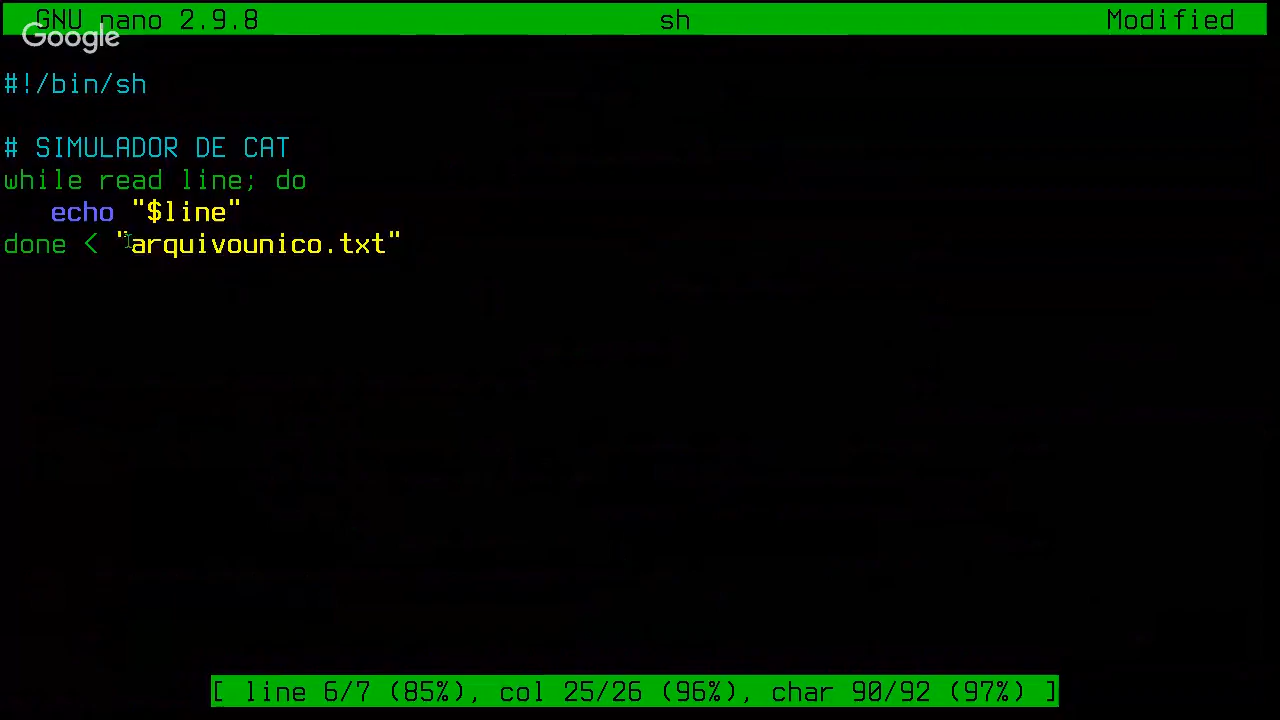 GNU nano 2.9.8 sh Modified
Google
#!/bin/sh
# SIMULADOR DE CAT
while read line; do
echo "$line"
done < "arquivounico.txt"
[ line 6/7 (85%), col 25/26 (96%), char 90/92 (97%) ]